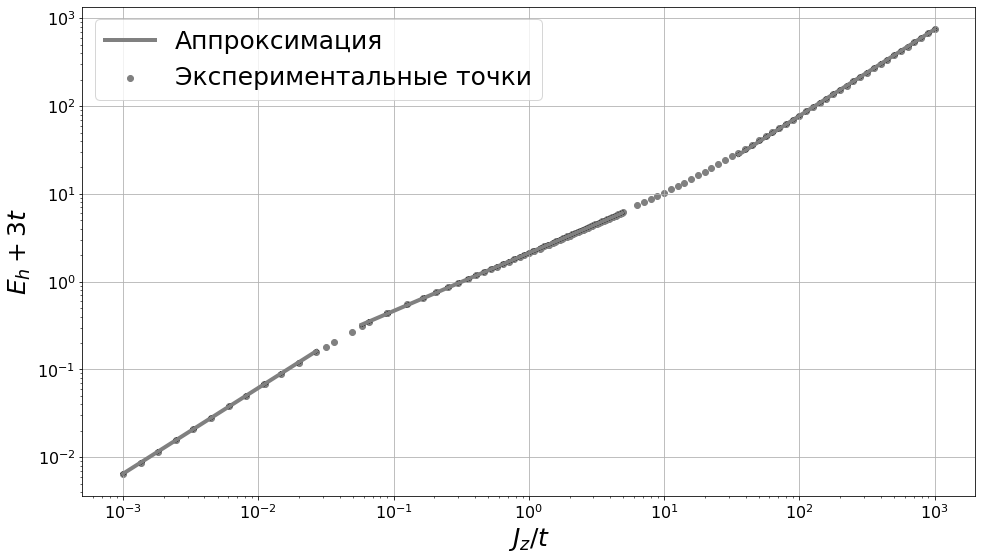 Аппроксимация
Экспериментальные точки
10³
10²
10¹
10⁰
10⁻¹
10⁻²
E_h + 3t
10⁻³ 10⁻² 10⁻¹ 10⁰ 10¹ 10² 10³
J_z/t